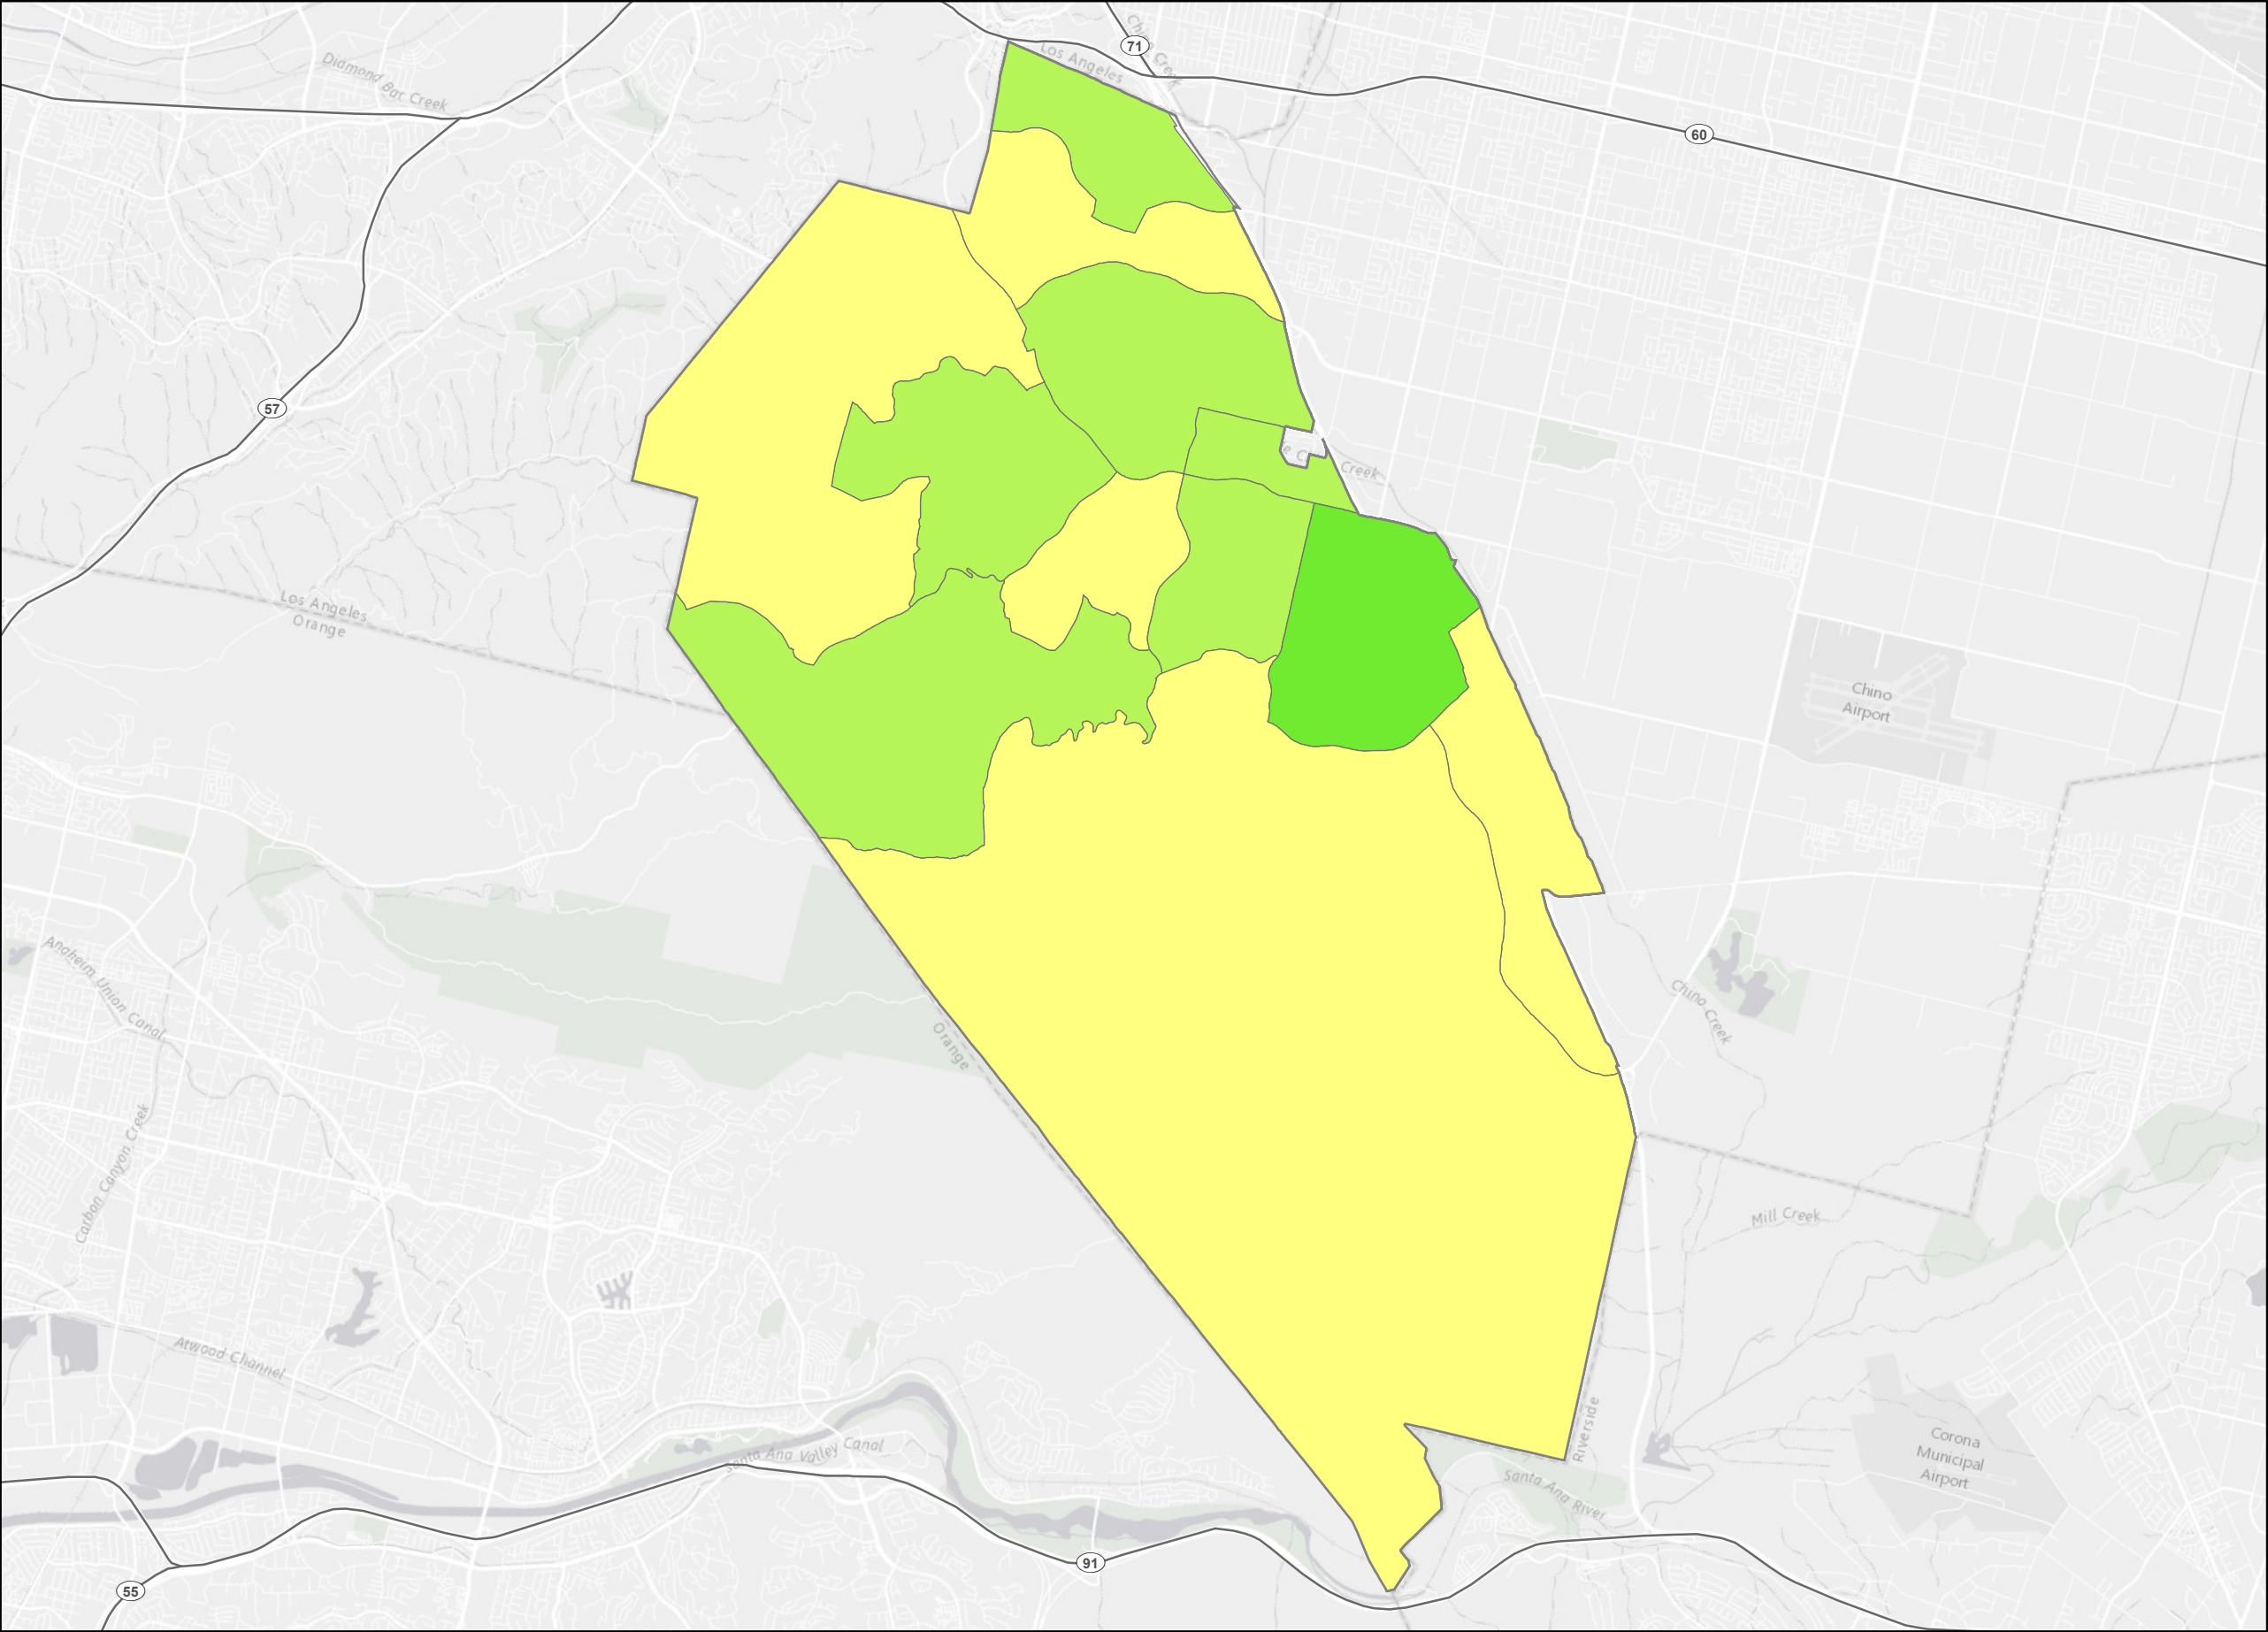 Chino Creek
71
Los Angeles
Diamond Bar Creek
60
57
Creek
Los Angeles
Orange
Chino
Airport
Anaheim Union Canal
Chino Creek
Orange
Carbon Canyon Creek
Mill Creek
Atwood Channel
Riverside
Corona
Municipal
Airport
Santa Ana Valley Canal
Santa Ana River
91
55